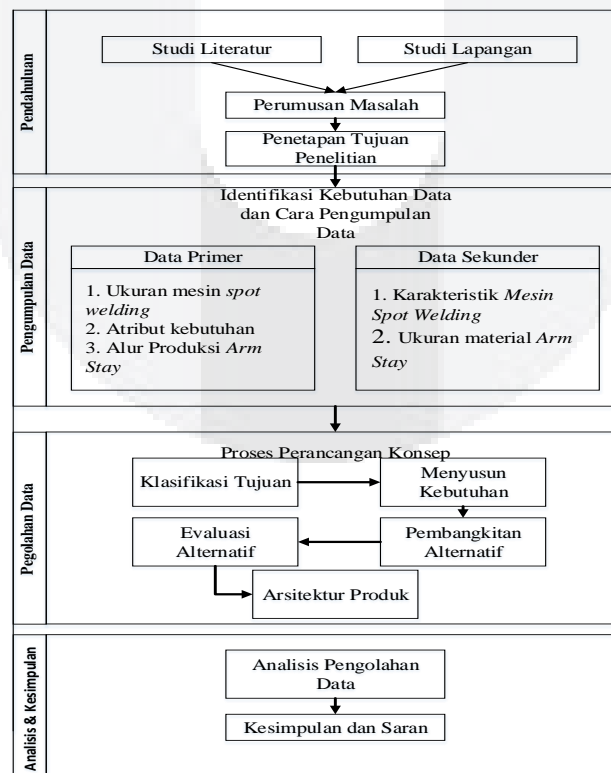 Pendahuluan
Studi Literatur
Studi Lapangan
Perumusan Masalah
Penetapan Tujuan
Penelitian
Pengumpulan Data
Identifikasi Kebutuhan Data
dan Cara Pengumpulan
Data
Data Primer
1. Ukuran mesin spot
welding
2. Atribut kebutuhan
3. Alur Produksi Arm
Stay
Data Sekunder
1. Karakteristik Mesin
Spot Welding
2. Ukuran material Arm
Stay
Pegolahan Data
Proses Perancangan Konsep
Klasifikasi Tujuan
Menyusun
Kebutuhan
Evaluasi
Alternatif
Pembangkitan
Alternatif
Arsitektur Produk
Analisis & Kesimpulan
Analisis Pengolahan
Data
Kesimpulan dan Saran